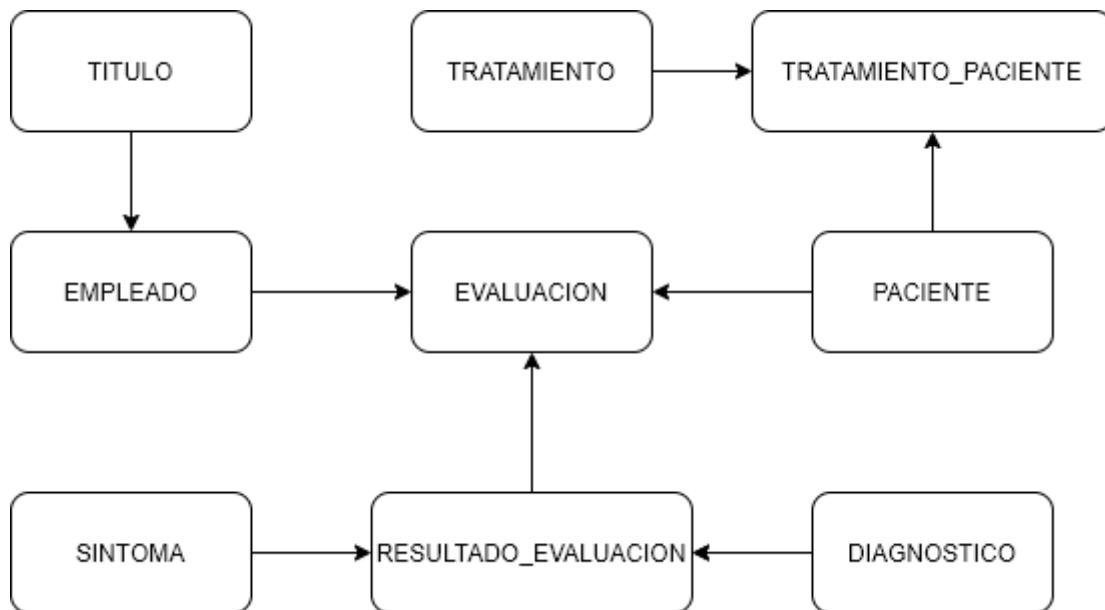 TITULO
TRATAMIENTO
TRATAMIENTO_PACIENTE
EMPLEADO
EVALUACION
PACIENTE
SINTOMA
RESULTADO_EVALUACION
DIAGNOSTICO